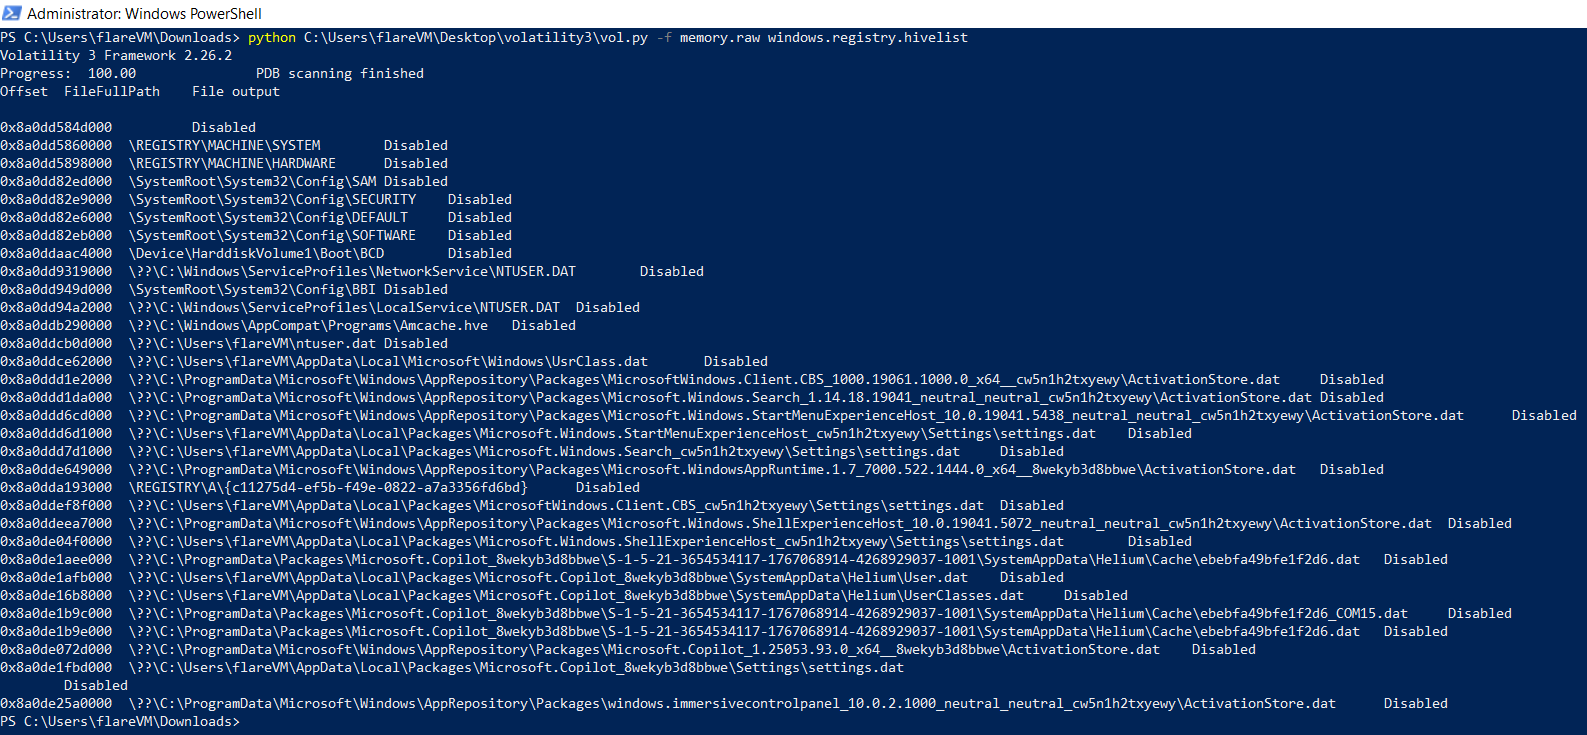 Administrator: Windows PowerShell
PS C:\Users\flareVM\Downloads> python C:\Users\flareVM\Desktop\volatility3\vol.py -f memory.raw windows.registry.hivelist
Volatility 3 Framework 2.26.2
Progress:  100.00               PDB scanning finished
Offset  FileFullPath    File output
0x8a0dd584d000          Disabled
0x8a0dd5860000  \REGISTRY\MACHINE\SYSTEM        Disabled
0x8a0dd5898000  \REGISTRY\MACHINE\HARDWARE      Disabled
0x8a0dd82ed000  \SystemRoot\System32\Config\SAM Disabled
0x8a0dd82e9000  \SystemRoot\System32\Config\SECURITY    Disabled
0x8a0dd82e6000  \SystemRoot\System32\Config\DEFAULT     Disabled
0x8a0dd82eb000  \SystemRoot\System32\Config\SOFTWARE    Disabled
0x8a0ddaac4000  \Device\HarddiskVolume1\Boot\BCD        Disabled
0x8a0dd9319000  \??\C:\Windows\ServiceProfiles\NetworkService\NTUSER.DAT        Disabled
0x8a0dd949d000  \SystemRoot\System32\Config\BBI Disabled
0x8a0dd94a2000  \??\C:\Windows\ServiceProfiles\LocalService\NTUSER.DAT  Disabled
0x8a0ddb290000  \??\C:\Windows\AppCompat\Programs\Amcache.hve   Disabled
0x8a0ddcb0d000  \??\C:\Users\flareVM\ntuser.dat Disabled
0x8a0ddce62000  \??\C:\Users\flareVM\AppData\Local\Microsoft\Windows\UsrClass.dat       Disabled
0x8a0ddd1e2000  \??\C:\ProgramData\Microsoft\Windows\AppRepository\Packages\MicrosoftWindows.Client.CBS_1000.19061.1000.0_x64__cw5n1h2txyewy\ActivationStore.dat     Disabled
0x8a0ddd1da000  \??\C:\ProgramData\Microsoft\Windows\AppRepository\Packages\Microsoft.Windows.Search_1.14.18.19041_neutral_neutral_cw5n1h2txyewy\ActivationStore.dat Disabled
0x8a0ddd6cd000  \??\C:\ProgramData\Microsoft\Windows\AppRepository\Packages\Microsoft.Windows.StartMenuExperienceHost_10.0.19041.5438_neutral_neutral_cw5n1h2txyewy\ActivationStore.dat      Disabled
0x8a0ddd6d1000  \??\C:\Users\flareVM\AppData\Local\Packages\Microsoft.Windows.StartMenuExperienceHost_cw5n1h2txyewy\Settings\settings.dat    Disabled
0x8a0ddd7d1000  \??\C:\Users\flareVM\AppData\Local\Packages\Microsoft.Windows.Search_cw5n1h2txyewy\Settings\settings.dat     Disabled
0x8a0dde649000  \??\C:\ProgramData\Microsoft\Windows\AppRepository\Packages\Microsoft.WindowsAppRuntime.1.7_7000.522.1444.0_x64__8wekyb3d8bbwe\ActivationStore.dat   Disabled
0x8a0dda193000  \REGISTRY\A\{c11275d4-ef5b-f49e-0822-a7a3356fd6bd}      Disabled
0x8a0ddef8f000  \??\C:\Users\flareVM\AppData\Local\Packages\MicrosoftWindows.Client.CBS_cw5n1h2txyewy\Settings\settings.dat  Disabled
0x8a0ddeea7000  \??\C:\ProgramData\Microsoft\Windows\AppRepository\Packages\Microsoft.Windows.ShellExperienceHost_10.0.19041.5072_neutral_neutral_cw5n1h2txyewy\ActivationStore.dat  Disabled
0x8a0de04f0000  \??\C:\Users\flareVM\AppData\Local\Packages\Microsoft.Windows.ShellExperienceHost_cw5n1h2txyewy\Settings\settings.dat        Disabled
0x8a0de1aee000  \??\C:\ProgramData\Packages\Microsoft.Copilot_8wekyb3d8bbwe\S-1-5-21-3654534117-1767068914-4268929037-1001\SystemAppData\Helium\Cache\ebebfa49bfe1f2d6.dat   Disabled
0x8a0de1afb000  \??\C:\Users\flareVM\AppData\Local\Packages\Microsoft.Copilot_8wekyb3d8bbwe\SystemAppData\Helium\User.dat    Disabled
0x8a0de16b8000  \??\C:\Users\flareVM\AppData\Local\Packages\Microsoft.Copilot_8wekyb3d8bbwe\SystemAppData\Helium\UserClasses.dat     Disabled
0x8a0de1b9c000  \??\C:\ProgramData\Packages\Microsoft.Copilot_8wekyb3d8bbwe\S-1-5-21-3654534117-1767068914-4268929037-1001\SystemAppData\Helium\Cache\ebebfa49bfe1f2d6_COM15.dat     Disabled
0x8a0de1b9e000  \??\C:\ProgramData\Packages\Microsoft.Copilot_8wekyb3d8bbwe\S-1-5-21-3654534117-1767068914-4268929037-1001\SystemAppData\Helium\Cache\ebebfa49bfe1f2d6.dat   Disabled
0x8a0de072d000  \??\C:\ProgramData\Microsoft\Windows\AppRepository\Packages\Microsoft.Copilot_1.25053.93.0_x64__8wekyb3d8bbwe\ActivationStore.dat    Disabled
0x8a0de1fbd000  \??\C:\Users\flareVM\AppData\Local\Packages\Microsoft.Copilot_8wekyb3d8bbwe\Settings\settings.dat
        Disabled
0x8a0de25a0000  \??\C:\ProgramData\Microsoft\Windows\AppRepository\Packages\windows.immersivecontrolpanel_10.0.2.1000_neutral_neutral_cw5n1h2txyewy\ActivationStore.dat      Disabled
PS C:\Users\flareVM\Downloads>